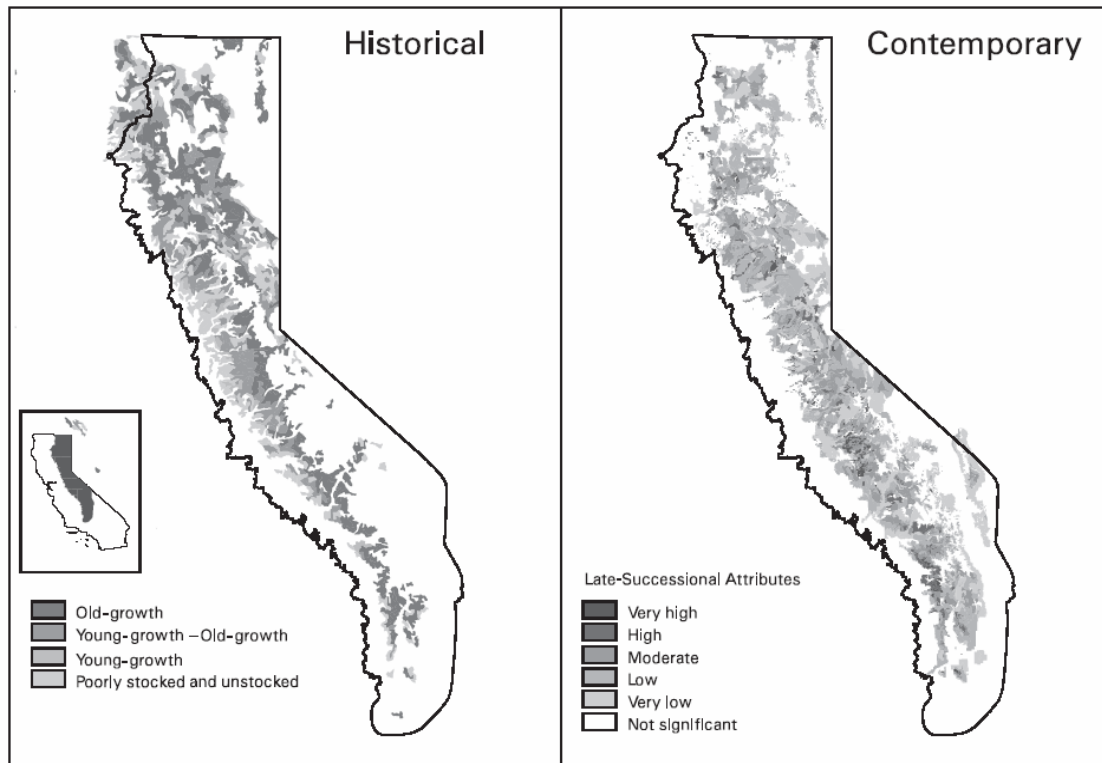 Historical
Old-growth
Young-growth –Old-growth
Young-growth
Poorly stocked and unstocked
Contemporary
Late-Successional Attributes
Very high
High
Moderate
Low
Very low
Not significant